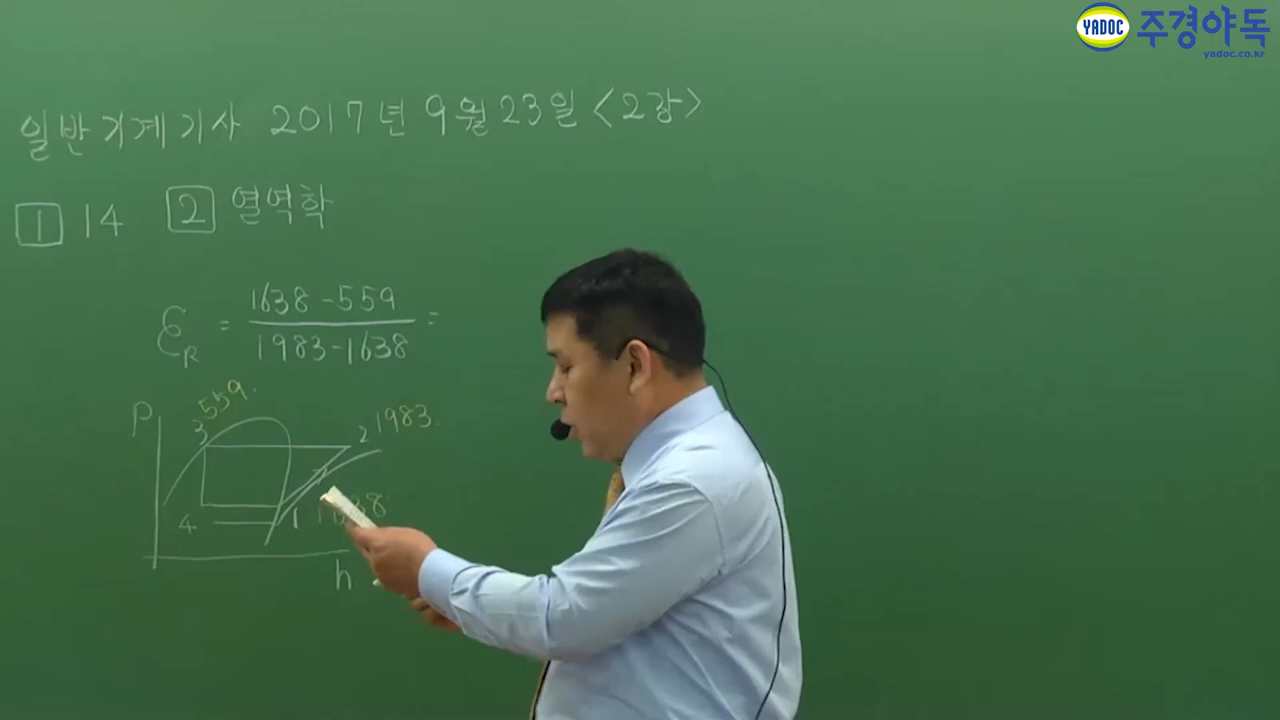 YADOC 주경야독
yadoc.co.kr
일반기계기사 2017년 9월 23일 <2강>
1 14 2 열역학
εR = 1638-559 / 1983-1638 =
P
559.
3
2 1983.
4
1
h